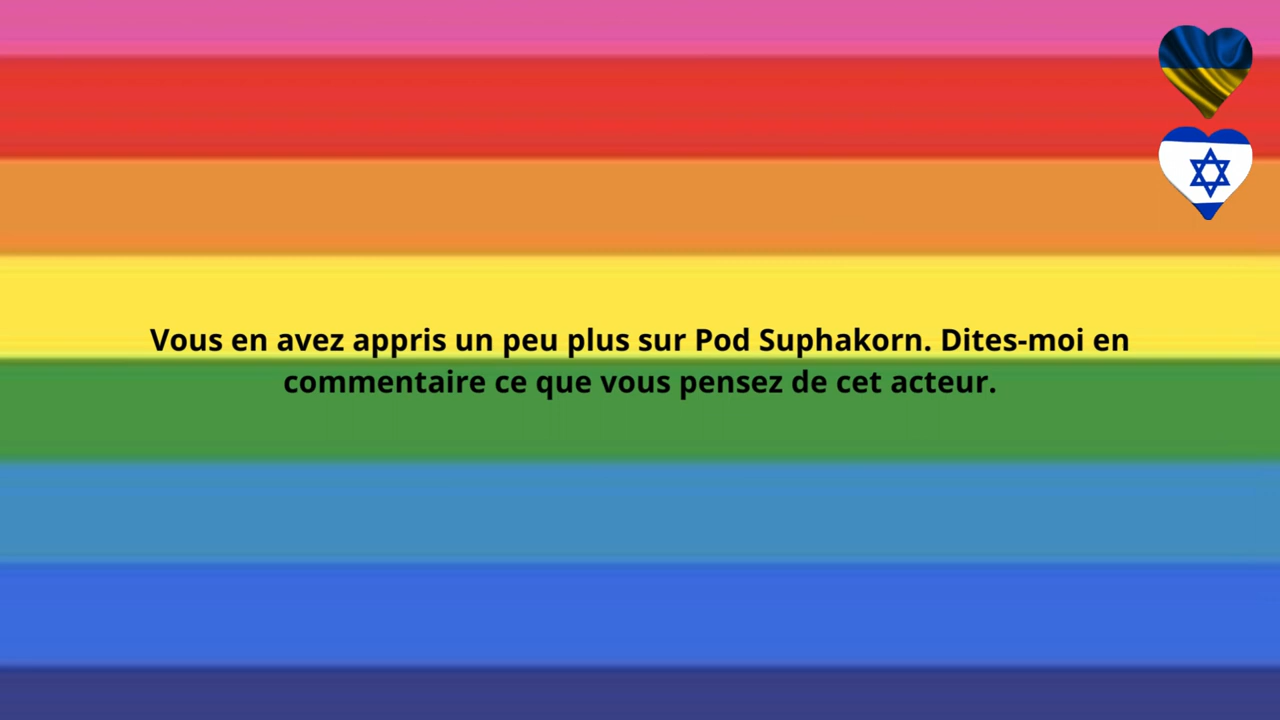 Vous en avez appris un peu plus sur Pod Suphakorn. Dites-moi en
commentaire ce que vous pensez de cet acteur.